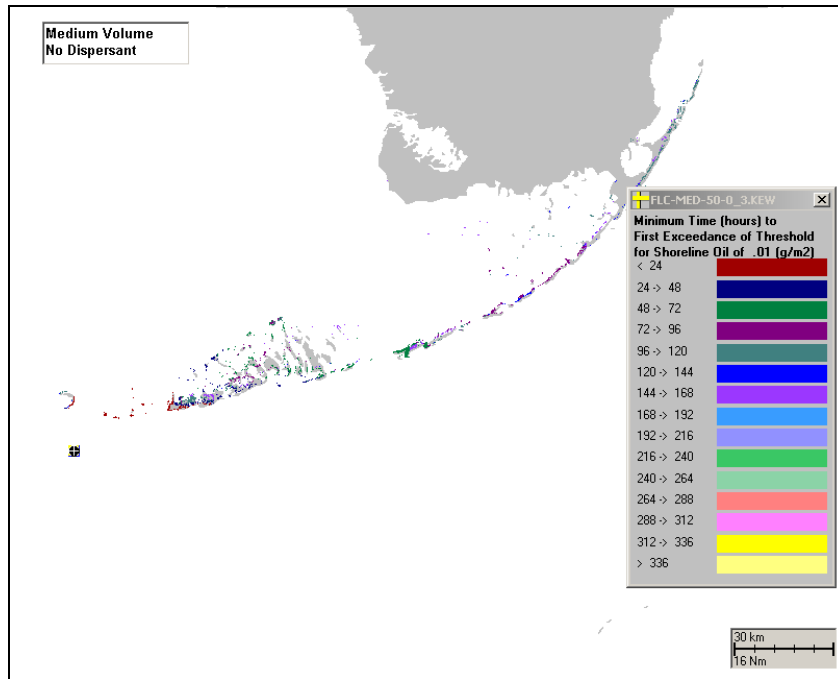 Medium Volume
No Dispersant
FLC-MED-50-0_3.KEW
Minimum Time (hours) to
First Exceedance of Threshold
for Shoreline Oil of .01 (g/m2)
< 24
24 -> 48
48 -> 72
72 -> 96
96 -> 120
120 -> 144
144 -> 168
168 -> 192
192 -> 216
216 -> 240
240 -> 264
264 -> 288
288 -> 312
312 -> 336
> 336
30 km
16 Nm